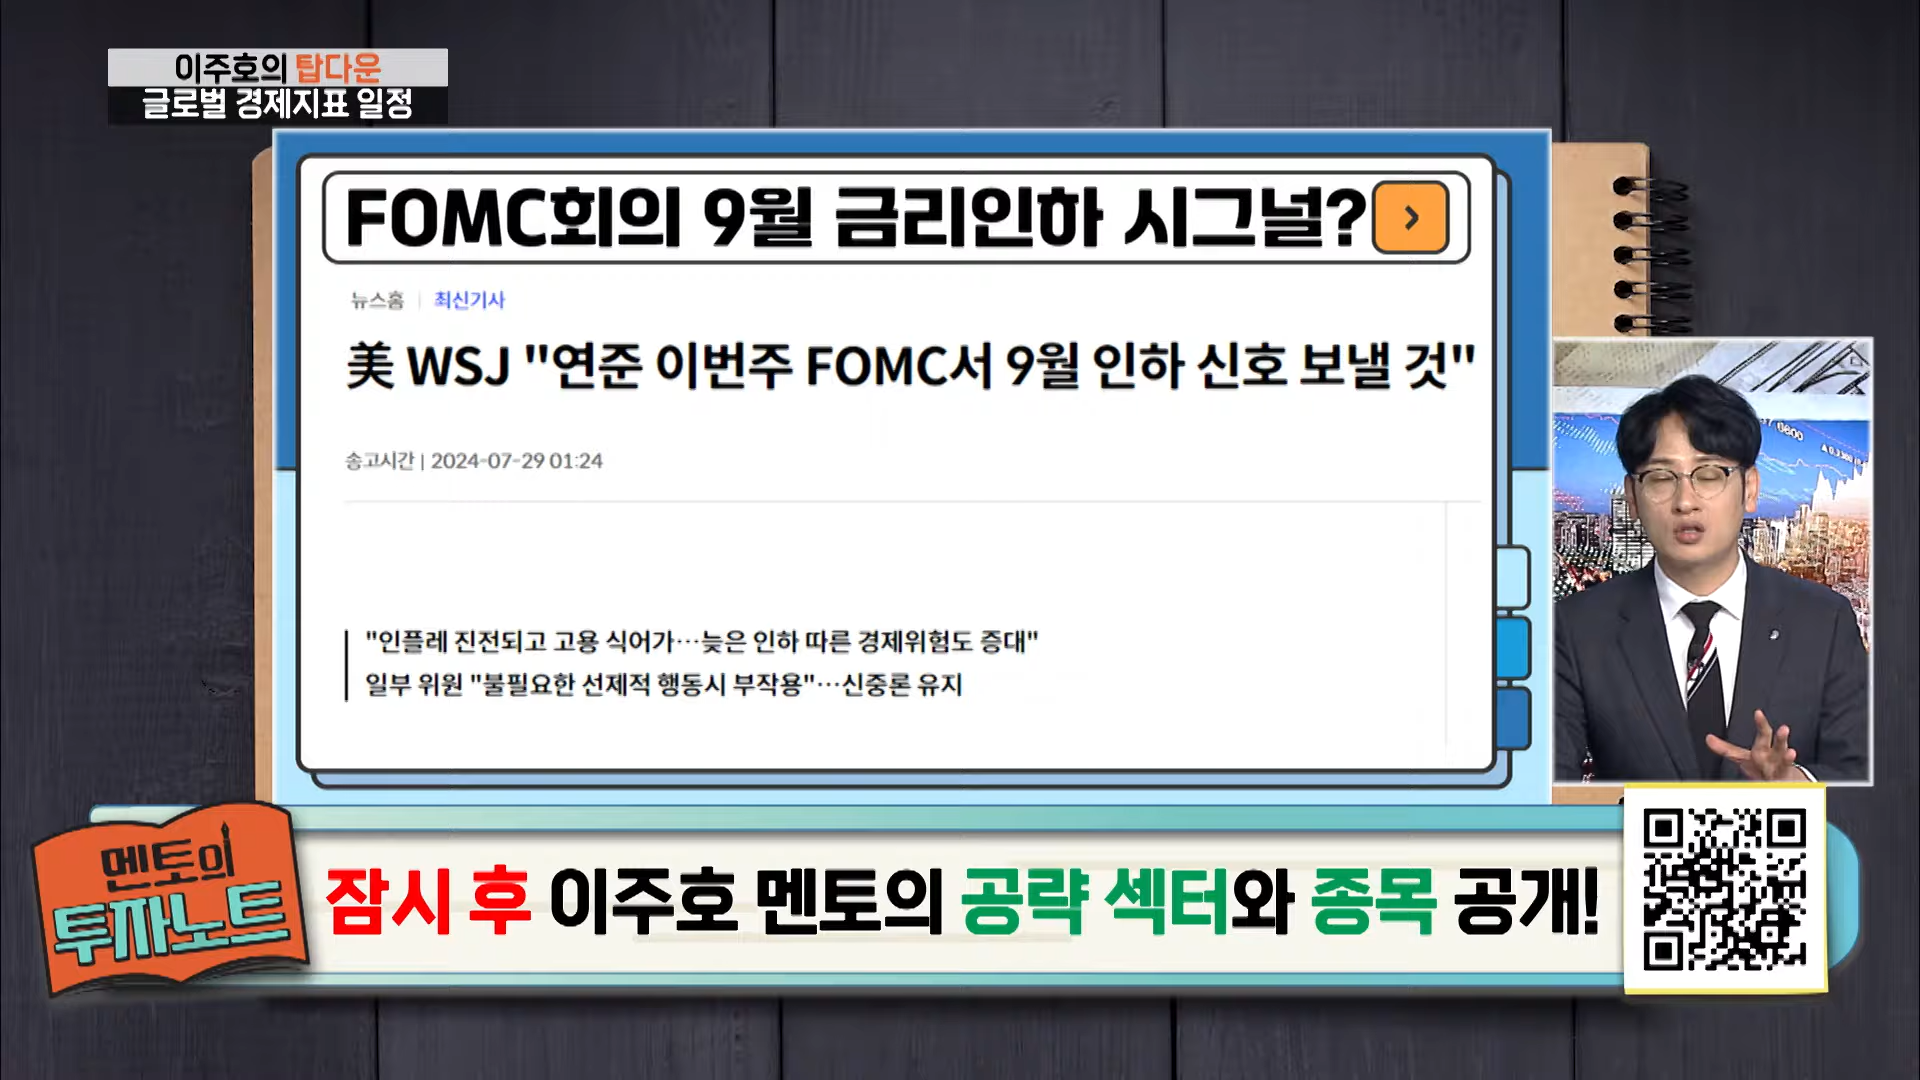 이주호의 탑다운
글로벌 경제지표 일정
FOMC회의 9월 금리인하 시그널?
뉴스홈 | 최신기사
美 WSJ "연준 이번주 FOMC서 9월 인하 신호 보낼 것"
송고시간 | 2024-07-29 01:24
"인플레 진전되고 고용 식어가…늦은 인하 따른 경제위험도 증대"
일부 위원 "불필요한 선제적 행동시 부작용"…신중론 유지
멘토의
투자노트
잠시 후 이주호 멘토의 공략 섹터와 종목 공개!